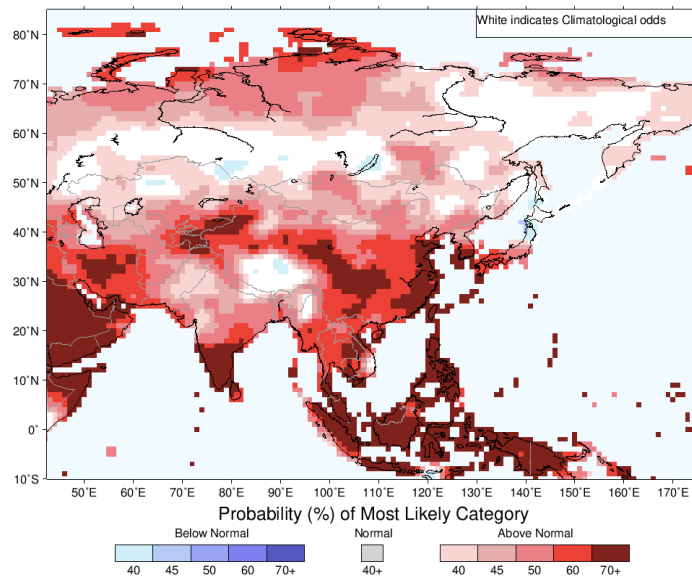 White indicates Climatological odds
80˚N
70˚N
60˚N
50˚N
40˚N
30˚N
20˚N
10˚N
0˚
10˚S
50˚E 60˚E 70˚E 80˚E 90˚E 100˚E 110˚E 120˚E 130˚E 140˚E 150˚E 160˚E 170˚E
Probability (%) of Most Likely Category
Below Normal Normal Above Normal
40 45 50 60 70+ 40+ 40 45 50 60 70+